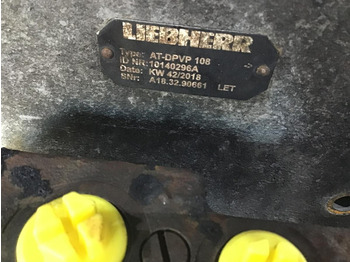 LIEBHERR
Type: AT-DPVP 108
ID NR: 10140296A
Date: KW 42/2018
SNr: A18.32.90661 LET